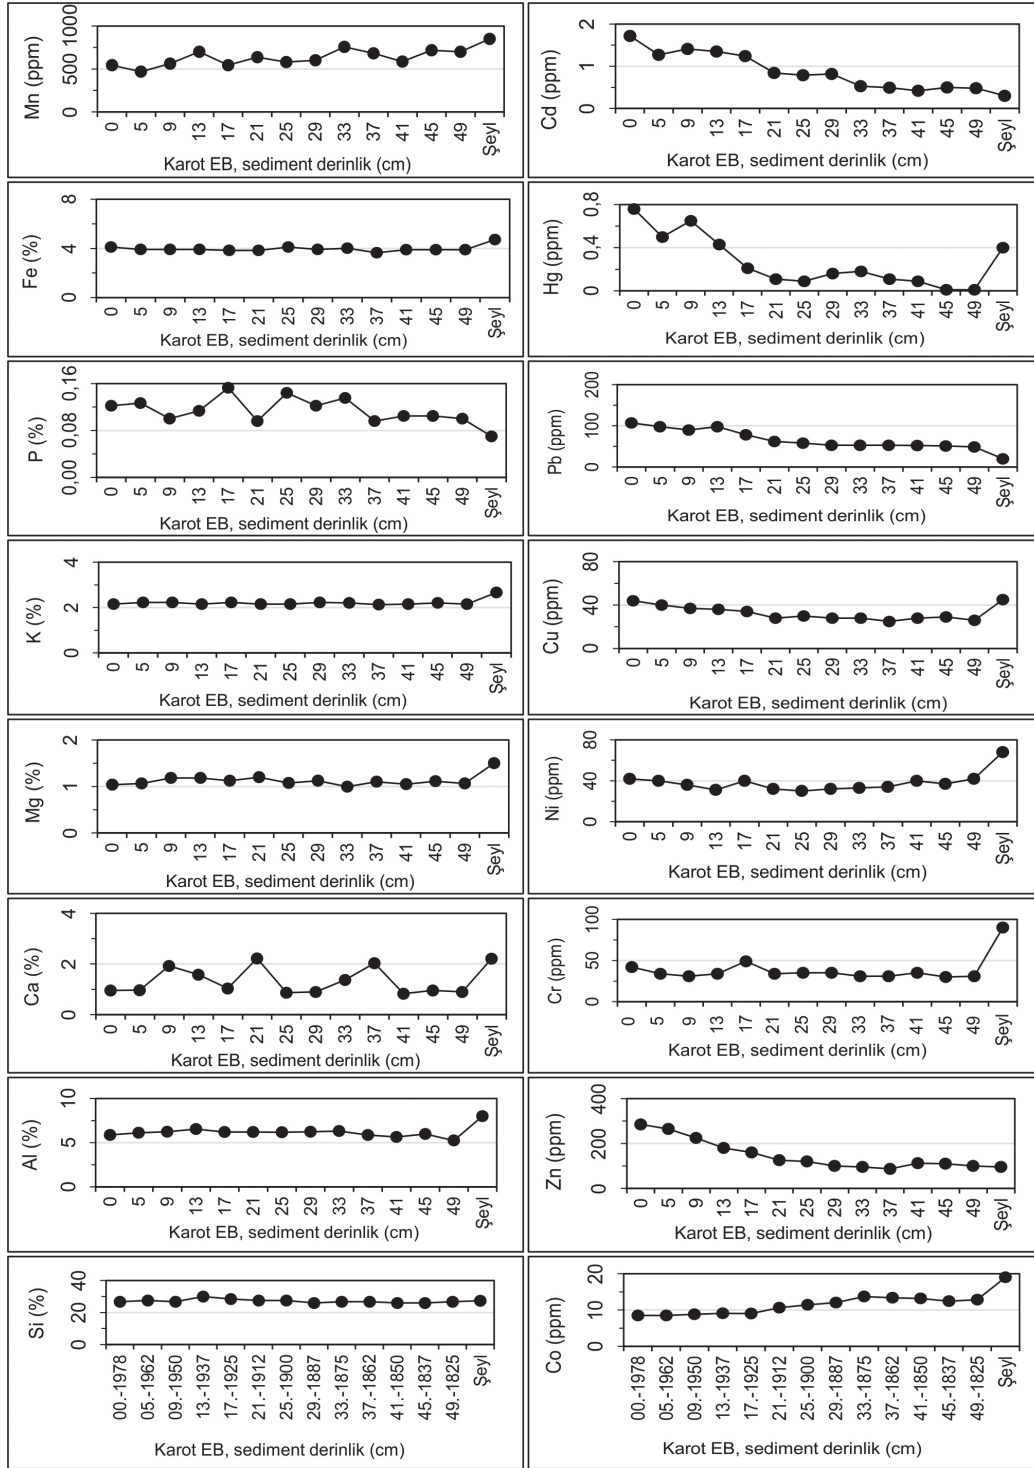 Mn (ppm)
0 500 1000
0 5 9 13 17 21 25 29 33 37 41 45 49 Şeyl
Karot EB, sediment derinlik (cm)
Cd (ppm)
0 1 2
0 5 9 13 17 21 25 29 33 37 41 45 49 Şeyl
Karot EB, sediment derinlik (cm)
Fe (%)
0 4 8
0 5 9 13 17 21 25 29 33 37 41 45 49 Şeyl
Karot EB, sediment derinlik (cm)
Hg (ppm)
0 0,4 0,8
0 5 9 13 17 21 25 29 33 37 41 45 49 Şeyl
Karot EB, sediment derinlik (cm)
P (%)
0,00 0,08 0,16
0 5 9 13 17 21 25 29 33 37 41 45 49 Şeyl
Karot EB, sediment derinlik (cm)
Pb (ppm)
0 100 200
0 5 9 13 17 21 25 29 33 37 41 45 49 Şeyl
Karot EB, sediment derinlik (cm)
K (%)
0 2 4
0 5 9 13 17 21 25 29 33 37 41 45 49 Şeyl
Karot EB, sediment derinlik (cm)
Cu (ppm)
0 40 80
0 5 9 13 17 21 25 29 33 37 41 45 49 Şeyl
Karot EB, sediment derinlik (cm)
Mg (%)
0 1 2
0 5 9 13 17 21 25 29 33 37 41 45 49 Şeyl
Karot EB, sediment derinlik (cm)
Ni (ppm)
0 40 80
0 5 9 13 17 21 25 29 33 37 41 45 49 Şeyl
Karot EB, sediment derinlik (cm)
Ca (%)
0 2 4
0 5 9 13 17 21 25 29 33 37 41 45 49 Şeyl
Karot EB, sediment derinlik (cm)
Cr (ppm)
0 50 100
0 5 9 13 17 21 25 29 33 37 41 45 49 Şeyl
Karot EB, sediment derinlik (cm)
Al (%)
0 5 10
0 5 9 13 17 21 25 29 33 37 41 45 49 Şeyl
Karot EB, sediment derinlik (cm)
Zn (ppm)
0 200 400
0 5 9 13 17 21 25 29 33 37 41 45 49 Şeyl
Karot EB, sediment derinlik (cm)
Si (%)
0 20 40
00.-1978 05.-1962 09.-1950 13.-1937 17.-1925 21.-1912 25.-1900 29.-1887 33.-1875 37.-1862 41.-1850 45.-1837 49.-1825 Şeyl
Karot EB, sediment derinlik (cm)
Co (ppm)
0 10 20
00.-1978 05.-1962 09.-1950 13.-1937 17.-1925 21.-1912 25.-1900 29.-1887 33.-1875 37.-1862 41.-1850 45.-1837 49.-1825 Şeyl
Karot EB, sediment derinlik (cm)